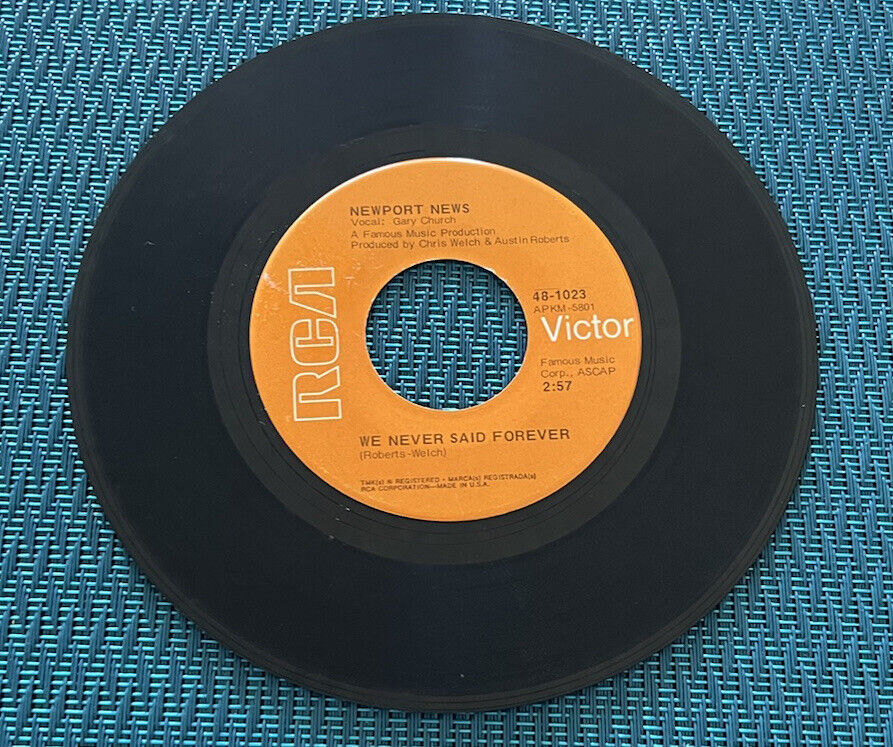 NEWPORT NEWS
Vocal: Gary Church
A Famous Music Production
Produced by Chris Welch & Austin Roberts
RCA
48-1023
APKM-5801
Victor
Famous Music
Corp., ASCAP
2:57
WE NEVER SAID FOREVER
(Roberts-Welch)
TMK(s) ® REGISTERED • MARCA(s) REGISTRADA(s)
RCA CORPORATION—MADE IN U.S.A.